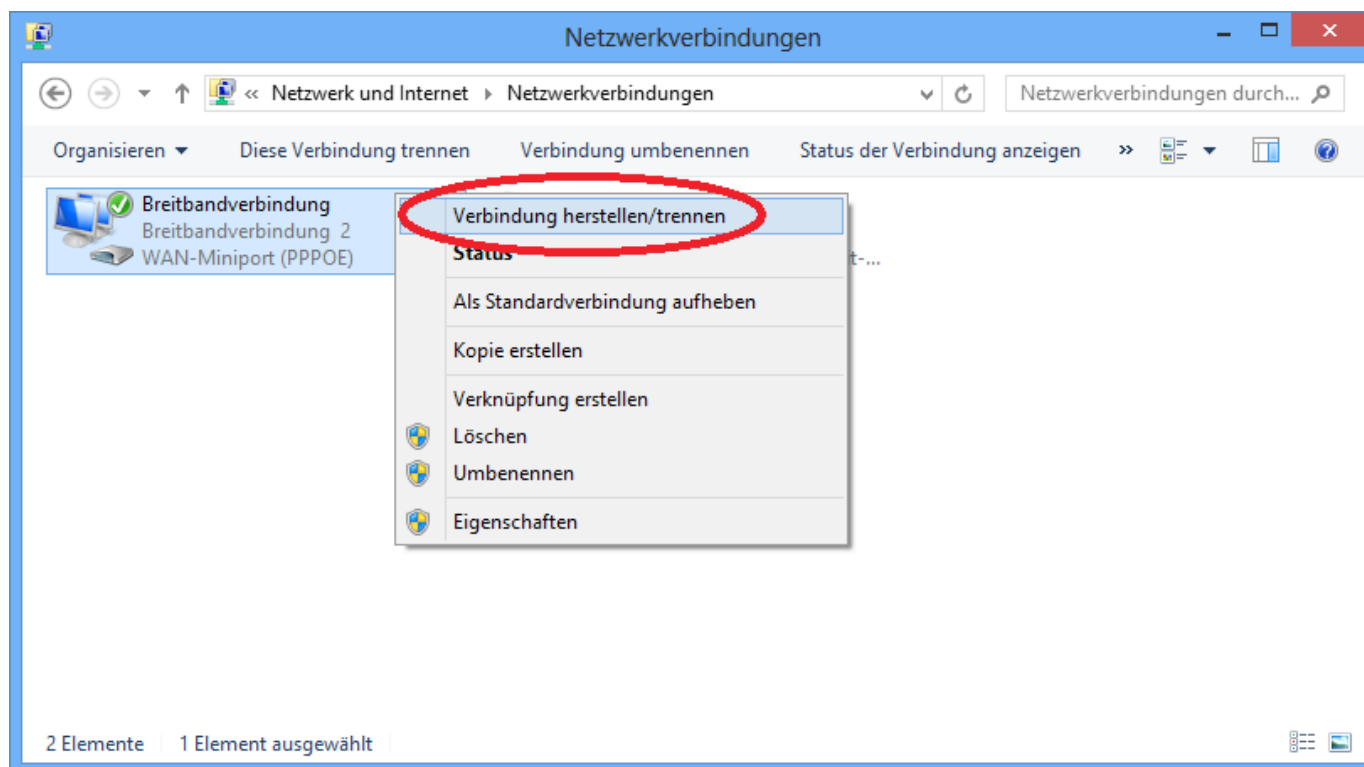 Netzwerkverbindungen
« Netzwerk und Internet Netzwerkverbindungen
Netzwerkverbindungen durch...
Organisieren Diese Verbindung trennen Verbindung umbenennen Status der Verbindung anzeigen »
Breitbandverbindung
Breitbandverbindung 2
WAN-Miniport (PPPOE)
t-...
Verbindung herstellen/trennen
Status
Als Standardverbindung aufheben
Kopie erstellen
Verknüpfung erstellen
Löschen
Umbenennen
Eigenschaften
2 Elemente 1 Element ausgewählt